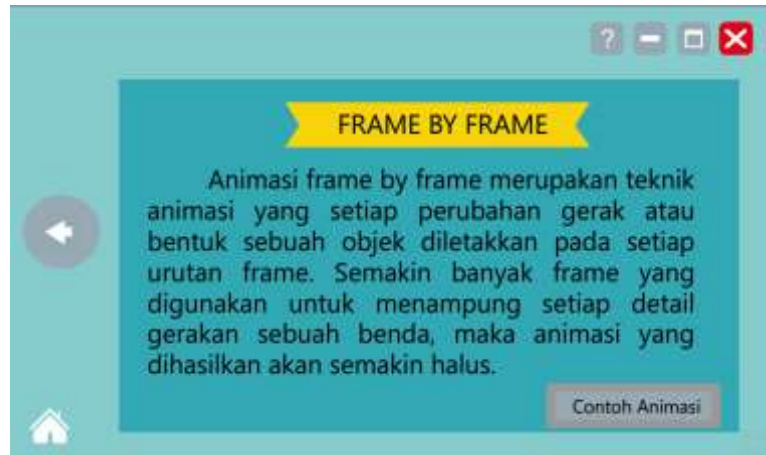 ?
FRAME BY FRAME
Animasi frame by frame merupakan teknik
animasi yang setiap perubahan gerak atau
bentuk sebuah objek diletakkan pada setiap
urutan frame. Semakin banyak frame yang
digunakan untuk menampung setiap detail
gerakan sebuah benda, maka animasi yang
dihasilkan akan semakin halus.
Contoh Animasi